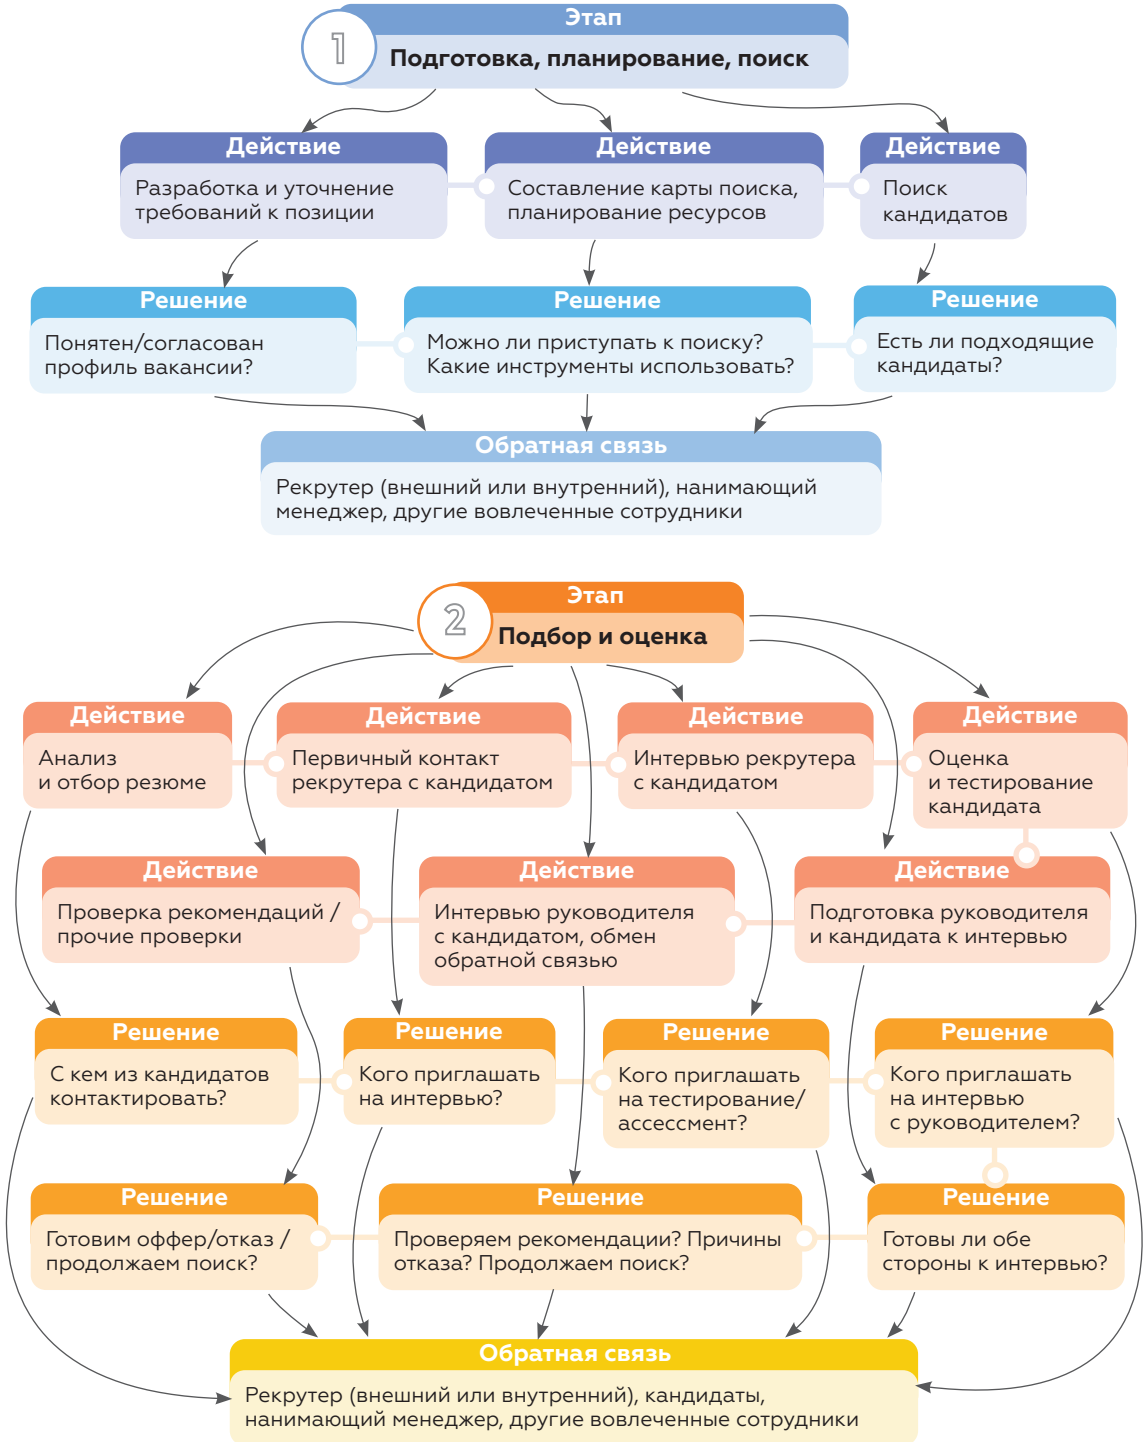 Этап
1
Подготовка, планирование, поиск
Действие
Разработка и уточнение
требований к позиции
Действие
Составление карты поиска,
планирование ресурсов
Действие
Поиск
кандидатов
Решение
Понятен/согласован
профиль вакансии?
Решение
Можно ли приступать к поиску?
Какие инструменты использовать?
Решение
Есть ли подходящие
кандидаты?
Обратная связь
Рекрутер (внешний или внутренний), нанимающий
менеджер, другие вовлеченные сотрудники
Этап
2
Подбор и оценка
Действие
Анализ
и отбор резюме
Действие
Первичный контакт
рекрутера с кандидатом
Действие
Интервью рекрутера
с кандидатом
Действие
Оценка
и тестирование
кандидата
Действие
Проверка рекомендаций /
прочие проверки
Действие
Интервью руководителя
с кандидатом, обмен
обратной связью
Действие
Подготовка руководителя
и кандидата к интервью
Решение
С кем из кандидатов
контактировать?
Решение
Кого приглашать
на интервью?
Решение
Кого приглашать
на тестирование/
ассессмент?
Решение
Кого приглашать
на интервью
с руководителем?
Решение
Готовим оффер/отказ /
продолжаем поиск?
Решение
Проверяем рекомендации? Причины
отказа? Продолжаем поиск?
Решение
Готовы ли обе
стороны к интервью?
Обратная связь
Рекрутер (внешний или внутренний), кандидаты,
нанимающий менеджер, другие вовлеченные сотрудники